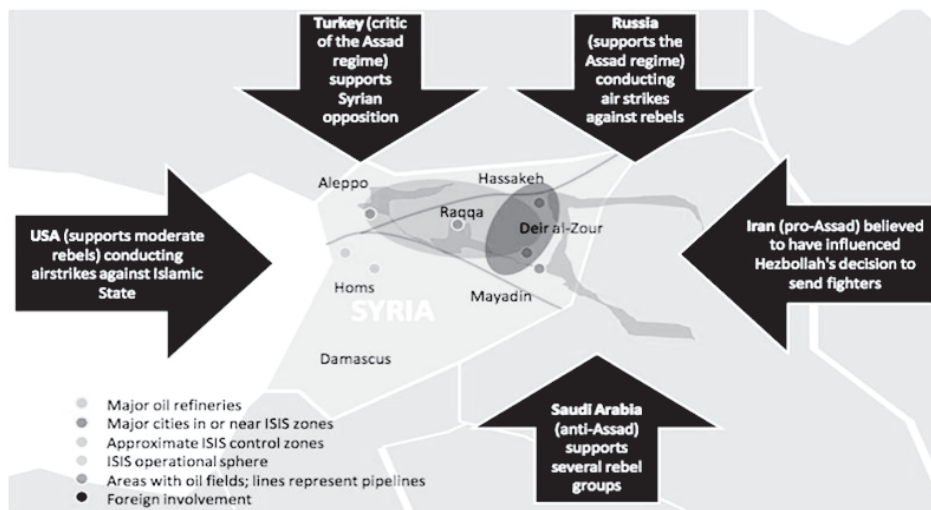 Turkey (critic
of the Assad
regime)
supports
Syrian
opposition
Russia
(supports the
Assad regime)
conducting
air strikes
against rebels
USA (supports moderate
rebels) conducting
airstrikes against Islamic
State
Iran (pro-Assad) believed
to have influenced
Hezbollah's decision to
send fighters
Saudi Arabia
(anti-Assad)
supports
several rebel
groups
Aleppo
Hassakeh
Raqqa
Deir al-Zour
Homs
Mayadin
SYRIA
Damascus
Major oil refineries
Major cities in or near ISIS zones
Approximate ISIS control zones
ISIS operational sphere
Areas with oil fields; lines represent pipelines
Foreign involvement